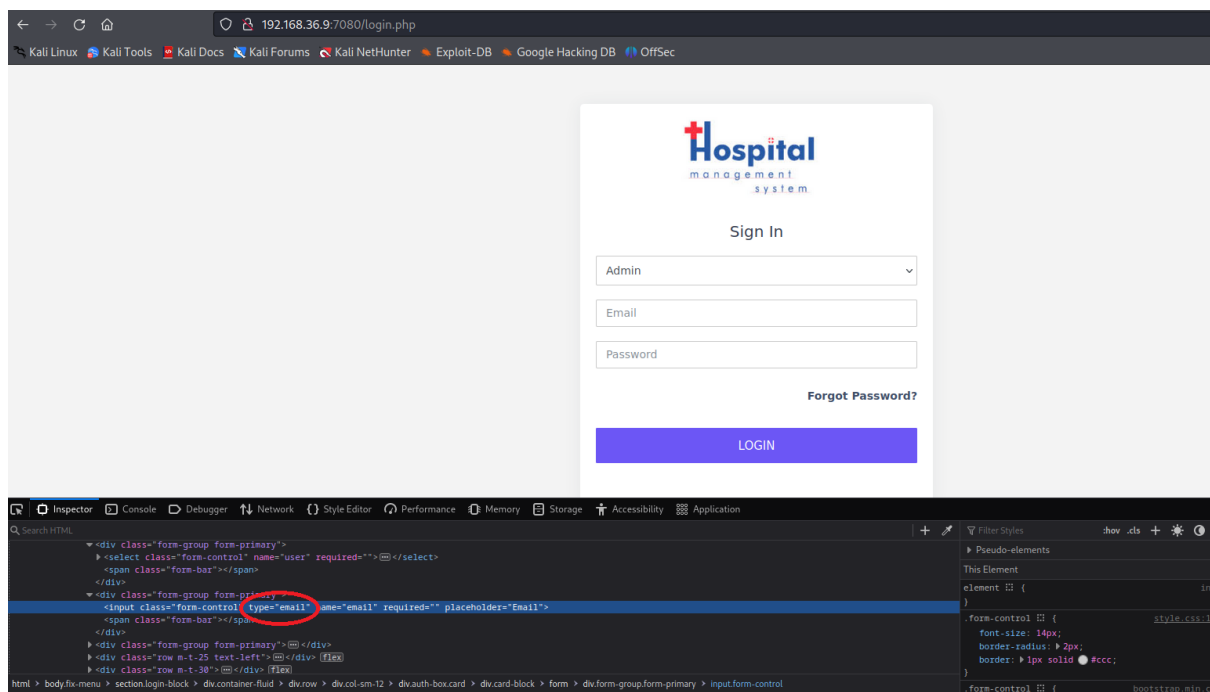 192.168.36.9:7080/login.php
Kali Linux Kali Tools Kali Docs Kali Forums Kali NetHunter Exploit-DB Google Hacking DB OffSec
Hospital
management
system
Sign In
Admin
Email
Password
Forgot Password?
LOGIN
Inspector Console Debugger Network Style Editor Performance Memory Storage Accessibility Application
Search HTML
Filter Styles :hov .cls
<div class="form-group form-primary">
<select class="form-control" name="user" required=""></select>
<span class="form-bar"></span>
</div>
<div class="form-group form-primary">
<input class="form-control" type="email" name="email" required="" placeholder="Email">
<span class="form-bar"></span>
</div>
<div class="form-group form-primary"></div>
<div class="row m-t-25 text-left"></div> flex
<div class="row m-t-30"></div> flex
html > body.fix-menu > section.login-block > div.container-fluid > div.row > div.col-sm-12 > div.auth-box.card > div.card-block > form > div.form-group.form-primary > input.form-control
Pseudo-elements
This Element
element { in
}
.form-control { style.css:1
font-size: 14px;
border-radius: 2px;
border: 1px solid #ccc;
}
.form-control { bootstrap.min.c